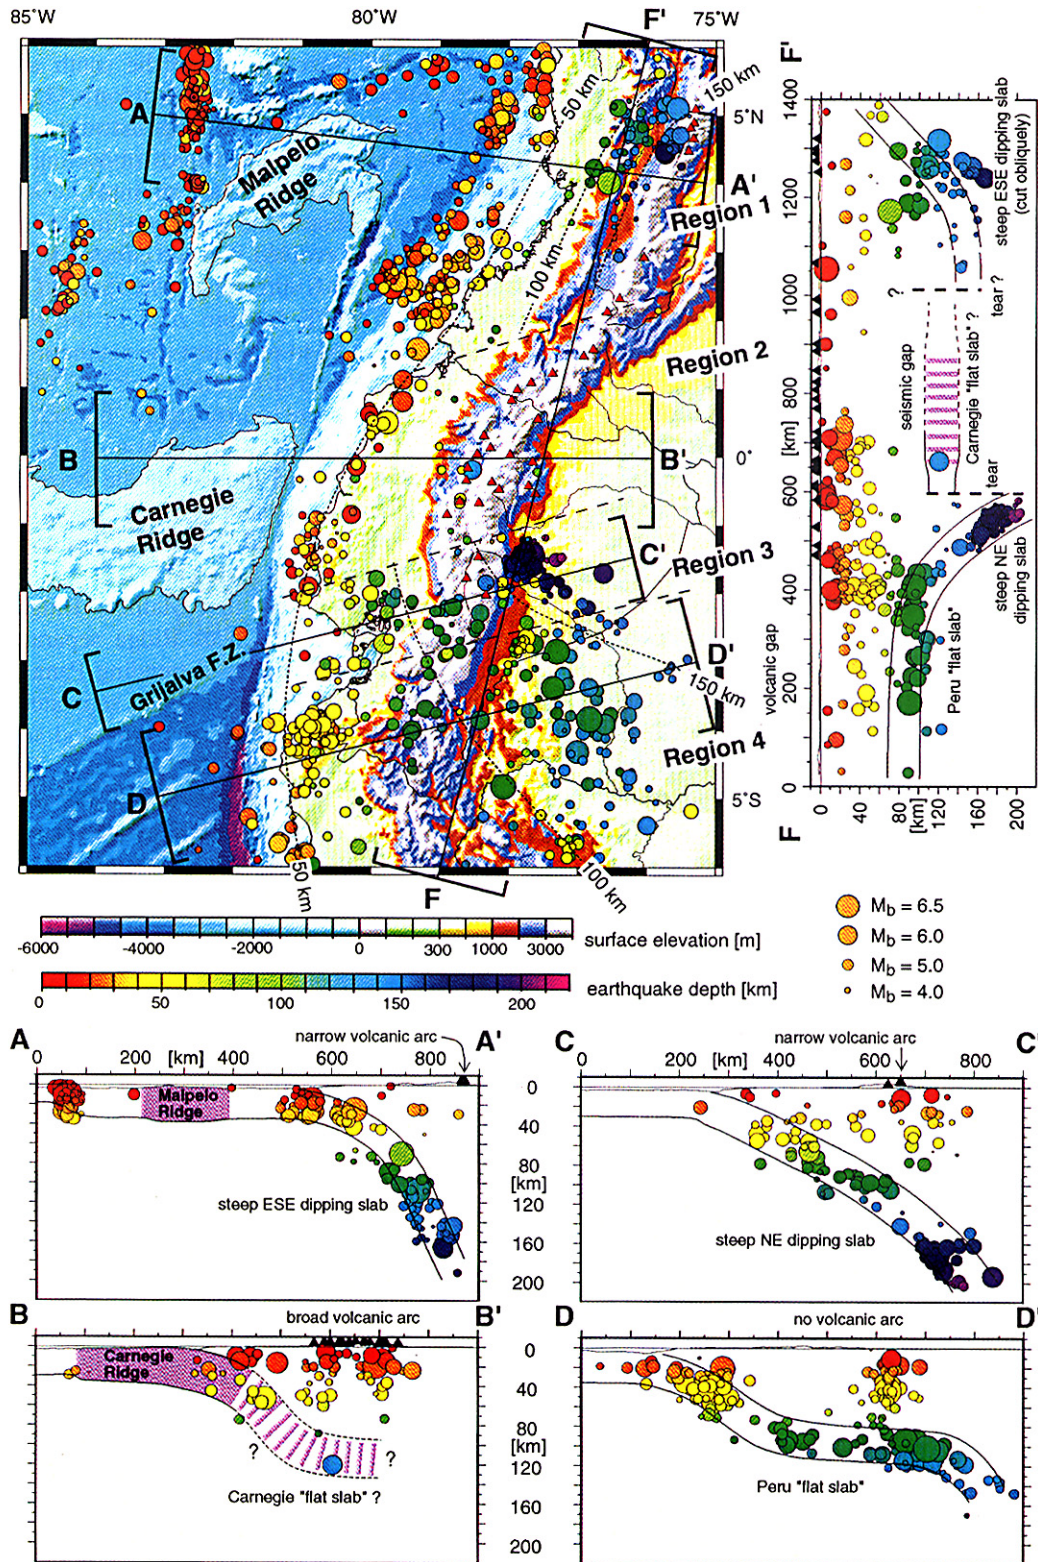 85°W 80°W 75°W
F'
A
50 km
150 km
5°N
Malpelo
Ridge
A'
Region 1
100 km
Region 2
B
B'
0°
Carnegie
Ridge
C'
Region 3
Grijalva F.Z.
C
D'
150 km
Region 4
D
5°S
50 km
F
100 km
F'
1400
1200
1000
800
[km]
600
400
200
0
F
0 40 80 [km] 120 160 200
steep ESE dipping slab
(cut obliquely)
?
tear ?
seismic gap
Carnegie "flat slab" ?
tear
steep NE
dipping slab
Peru "flat slab"
volcanic gap
-6000 -4000 -2000 0 300 1000 3000
surface elevation [m]
0 50 100 150 200
earthquake depth [km]
Mb = 6.5
Mb = 6.0
Mb = 5.0
Mb = 4.0
A A'
narrow volcanic arc
0 200 [km] 400 600 800
Malpelo
Ridge
steep ESE dipping slab
0
40
80
[km]
120
160
200
C C'
narrow volcanic arc
0 200 [km] 400 600 800
steep NE dipping slab
B B'
broad volcanic arc
Carnegie
Ridge
? ?
Carnegie "flat slab" ?
0
40
80
[km]
120
160
200
D D'
no volcanic arc
Peru "flat slab"